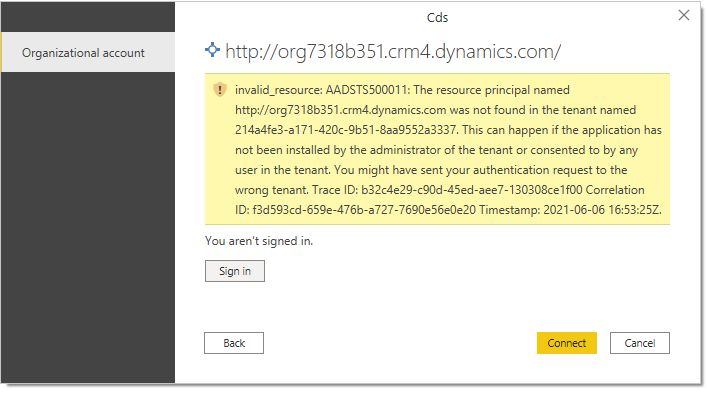 Cds
Organizational account
http://org7318b351.crm4.dynamics.com/
invalid_resource: AADSTS500011: The resource principal named
http://org7318b351.crm4.dynamics.com was not found in the tenant named
214a4fe3-a171-420c-9b51-8aa9552a3337. This can happen if the application has
not been installed by the administrator of the tenant or consented to by any
user in the tenant. You might have sent your authentication request to the
wrong tenant. Trace ID: b32c4e29-c90d-45ed-aee7-130308ce1f00 Correlation
ID: f3d593cd-659e-476b-a727-7690e56e0e20 Timestamp: 2021-06-06 16:53:25Z.
You aren't signed in.
Sign in
Back
Connect
Cancel